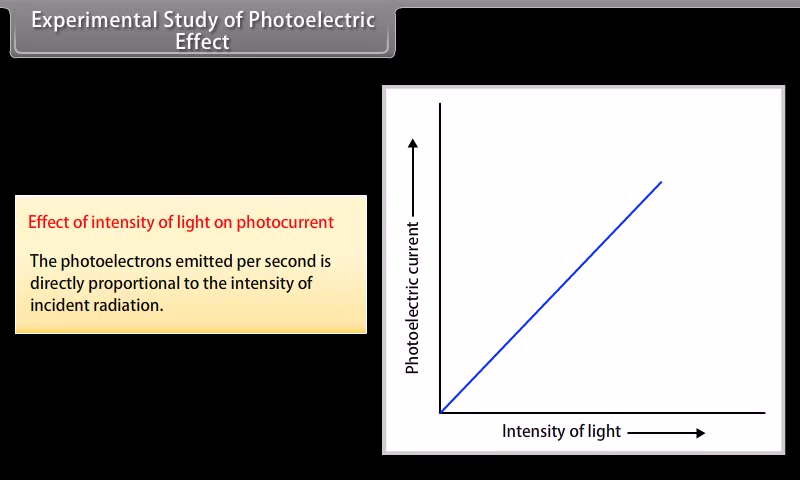 Experimental Study of Photoelectric
Effect
Effect of intensity of light on photocurrent
The photoelectrons emitted per second is
directly proportional to the intensity of
incident radiation.
Photoelectric current
Intensity of light